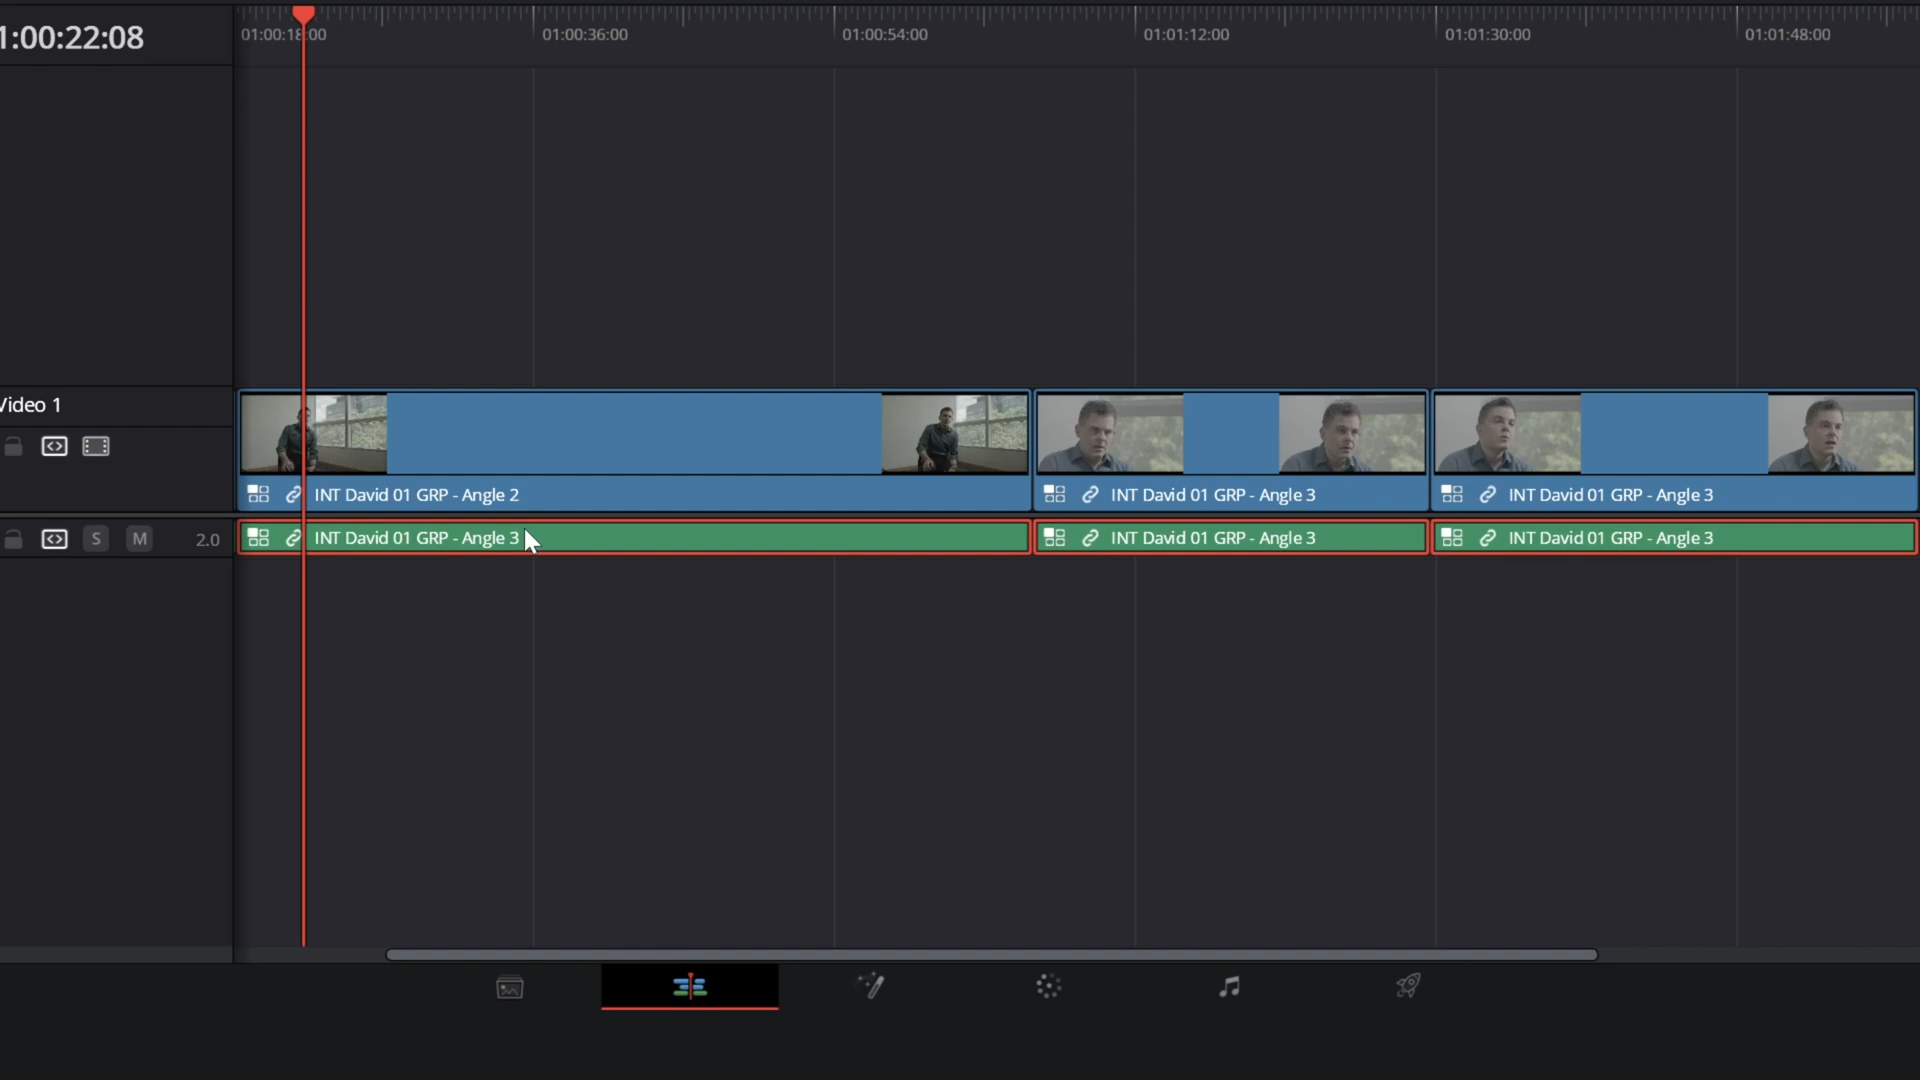 1:00:22:08
01:00:18:00 01:00:36:00 01:00:54:00 01:01:12:00 01:01:30:00 01:01:48:00
Video 1
INT David 01 GRP - Angle 2 INT David 01 GRP - Angle 3 INT David 01 GRP - Angle 3
S M 2.0 INT David 01 GRP - Angle 3 INT David 01 GRP - Angle 3 INT David 01 GRP - Angle 3